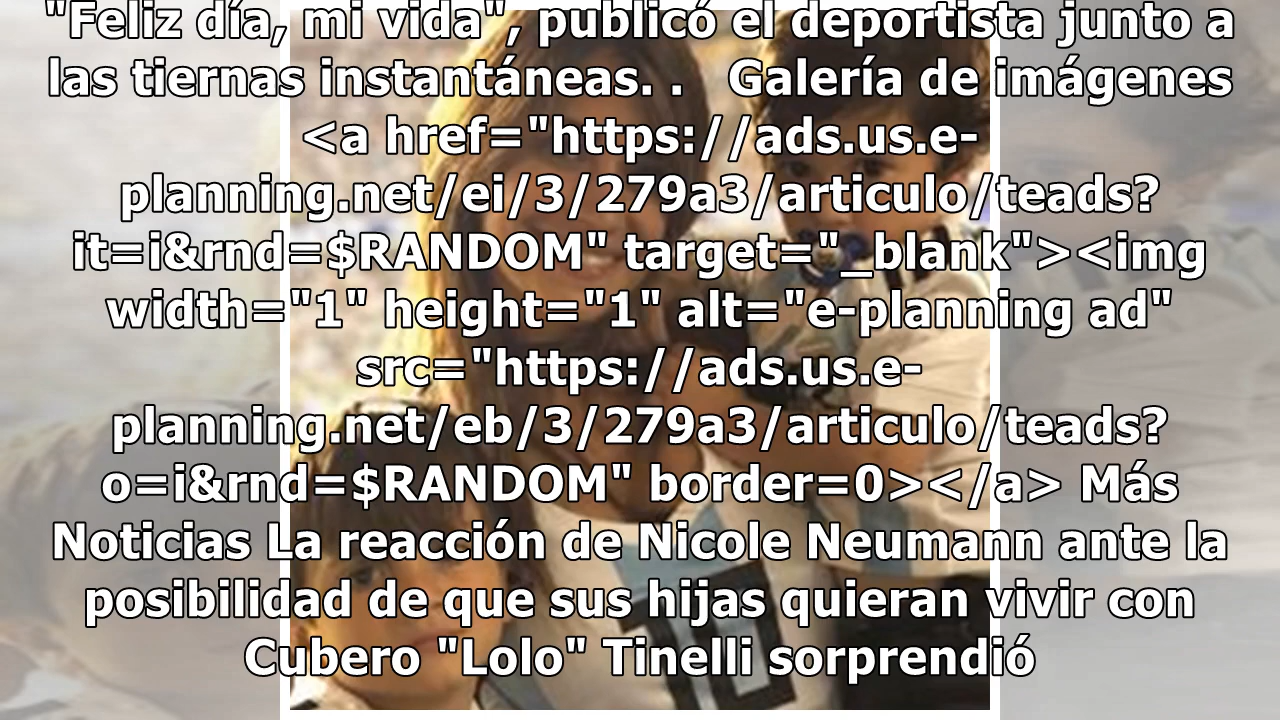 "Feliz día, mi vida", publicó el deportista junto a
las tiernas instantáneas. .   Galería de imágenes
<a href="https://ads.us.e-
planning.net/ei/3/279a3/articulo/teads?
it=i&rnd=$RANDOM" target="_blank"><img
width="1" height="1" alt="e-planning ad"
src="https://ads.us.e-
planning.net/eb/3/279a3/articulo/teads?
o=i&rnd=$RANDOM" border=0></a> Más
Noticias La reacción de Nicole Neumann ante la
posibilidad de que sus hijas quieran vivir con
Cubero "Lolo" Tinelli sorprendió